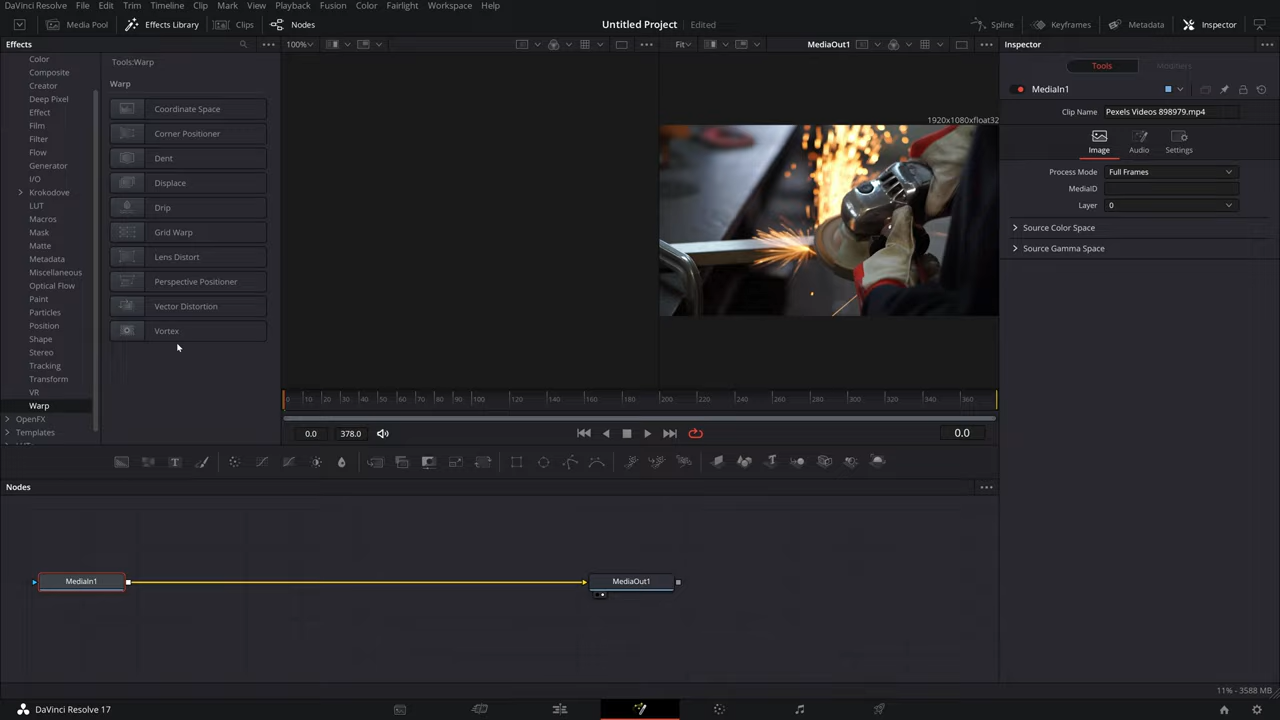 DaVinci Resolve File Edit Trim Timeline Clip Mark View Playback Fusion Color Fairlight Workspace Help
Media Pool Effects Library Clips Nodes Untitled Project Edited Spline Keyframes Metadata Inspector
Effects 100% Fit MediaOut1 Inspector
Color
Composite
Creator
Deep Pixel
Effect
Film
Filter
Flow
Generator
I/O
Krokodove
LUT
Macros
Mask
Matte
Metadata
Miscellaneous
Optical Flow
Paint
Particles
Position
Shape
Stereo
Tracking
Transform
VR
Warp
OpenFX
Templates
Tools:Warp
Warp
Coordinate Space
Corner Positioner
Dent
Displace
Drip
Grid Warp
Lens Distort
Perspective Positioner
Vector Distortion
Vortex
1920x1080xfloat32
Tools Modifiers
MediaIn1
Clip Name Pexels Videos 898979.mp4
Image Audio Settings
Process Mode Full Frames
MediaID
Layer 0
Source Color Space
Source Gamma Space
0 10 20 30 40 50 60 70 80 90 100 120 140 160 180 200 220 240 260 280 300 320 340 360
0.0 378.0 0.0
Nodes
MediaIn1 MediaOut1
11% - 3588 MB
DaVinci Resolve 17